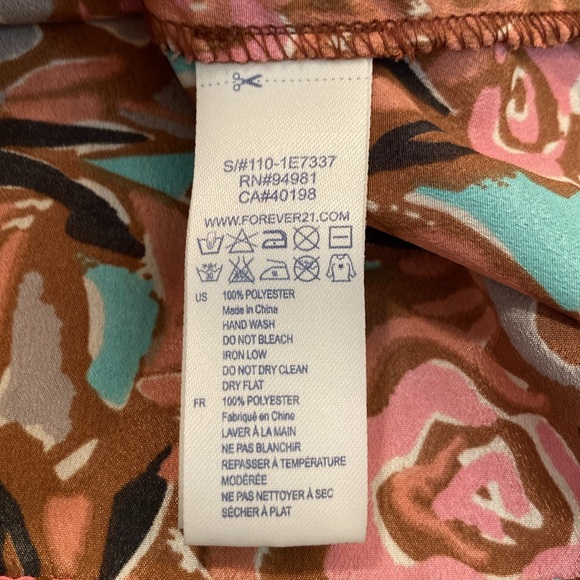 S/#110-1E7337
RN#94981
CA#40198
WWW.FOREVER21.COM
US 100% POLYESTER
Made in China
HAND WASH
DO NOT BLEACH
IRON LOW
DO NOT DRY CLEAN
DRY FLAT
FR 100% POLYESTER
Fabriqué en Chine
LAVER À LA MAIN
NE PAS BLANCHIR
REPASSER À TEMPÉRATURE
MODÉRÉE
NE PAS NETTOYER À SEC
SÉCHER À PLAT